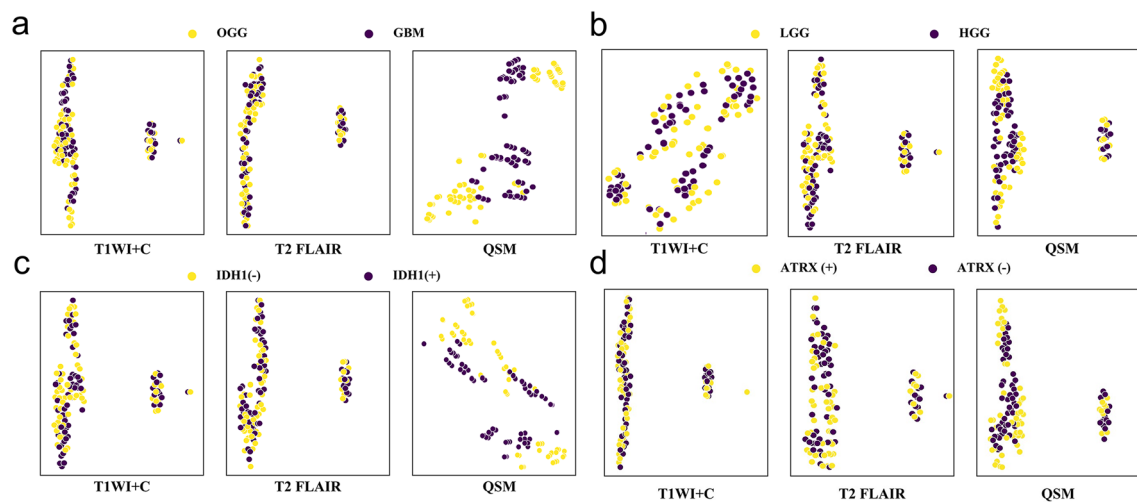 a
OGG
GBM
T1WI+C
T2 FLAIR
QSM
b
LGG
HGG
T1WI+C
T2 FLAIR
QSM
c
IDH1(-)
IDH1(+)
T1WI+C
T2 FLAIR
QSM
d
ATRX (+)
ATRX (-)
T1WI+C
T2 FLAIR
QSM